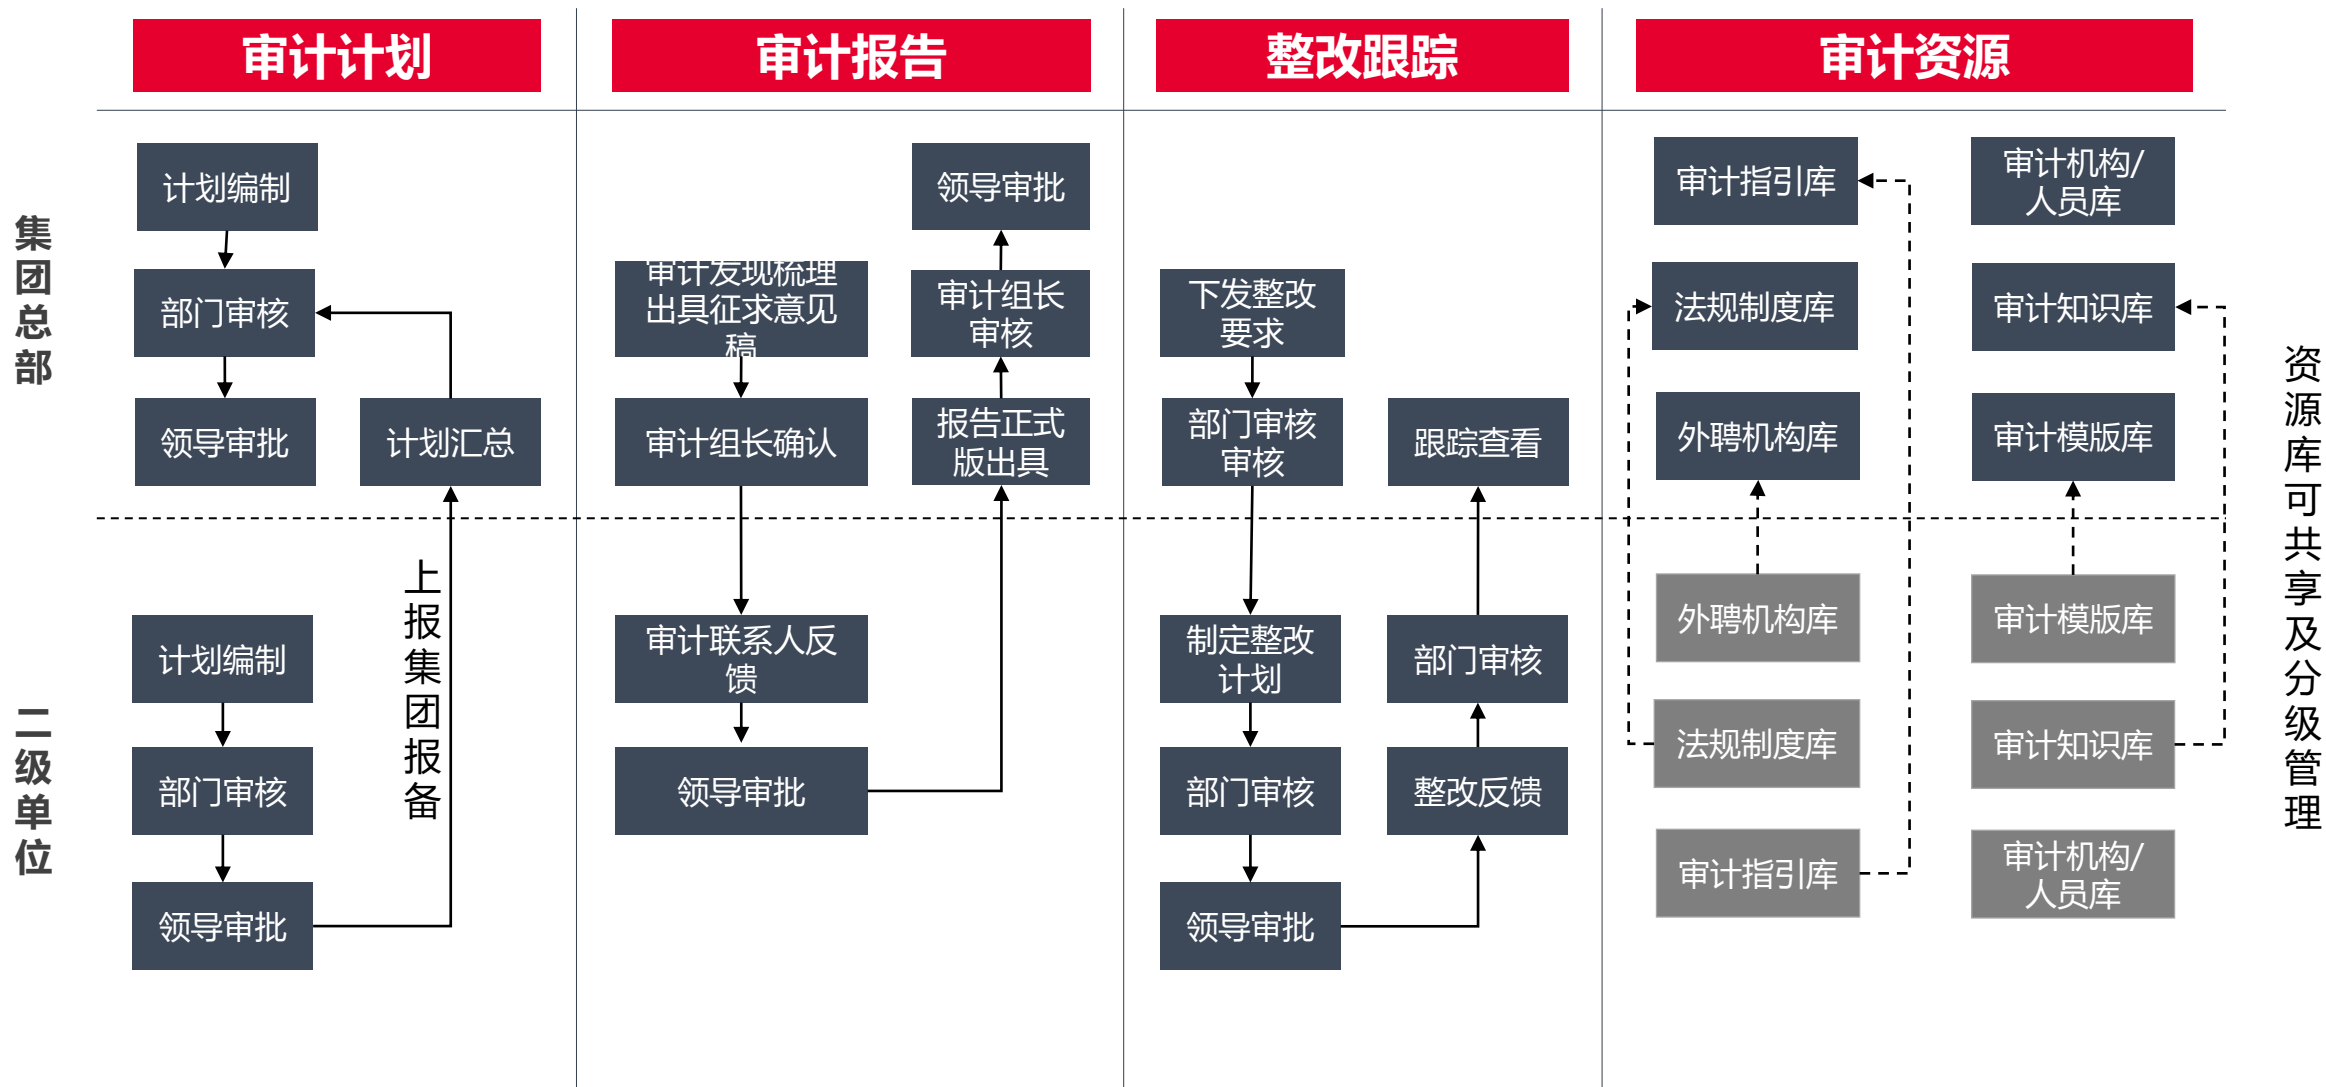 审计计划
审计报告
整改跟踪
审计资源
集团总部
计划编制
部门审核
领导审批
计划汇总
审计发现梳理
出具征求意见
稿
审计组长确认
领导审批
审计组长
审核
报告正式
版出具
下发整改
要求
部门审核
审核
跟踪查看
审计指引库
审计机构/
人员库
法规制度库
审计知识库
外聘机构库
审计模版库
二级单位
计划编制
部门审核
领导审批
上报集团报备
审计联系人反
馈
领导审批
制定整改
计划
部门审核
领导审批
部门审核
整改反馈
外聘机构库
审计模版库
法规制度库
审计知识库
审计指引库
审计机构/
人员库
资源库可共享及分级管理